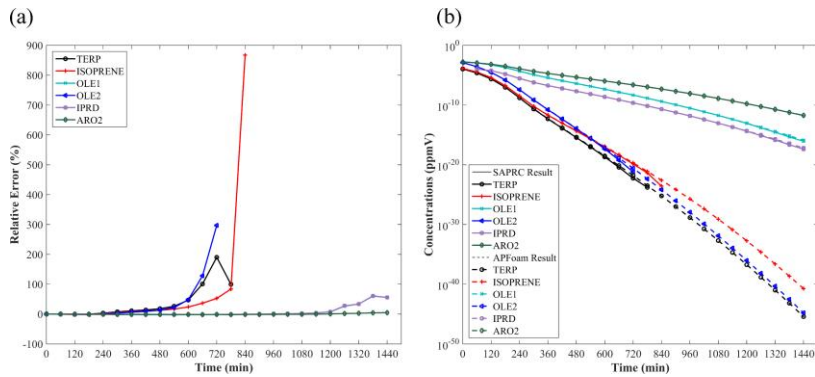 (a)
900
800
700
600
500
400
300
200
100
0
-100
Relative Error (%)
TERP
ISOPRENE
OLE1
OLE2
IPRD
ARO2
0 120 240 360 480 600 720 840 960 1080 1200 1320 1440
Time (min)
(b)
10^0
10^-10
10^-20
10^-30
10^-40
10^-50
Concentrations (ppmV)
SAPRC Result
TERP
ISOPRENE
OLE1
OLE2
IPRD
ARO2
APFoam Result
TERP
ISOPRENE
OLE1
OLE2
IPRD
ARO2
0 120 240 360 480 600 720 840 960 1080 1200 1320 1440
Time (min)